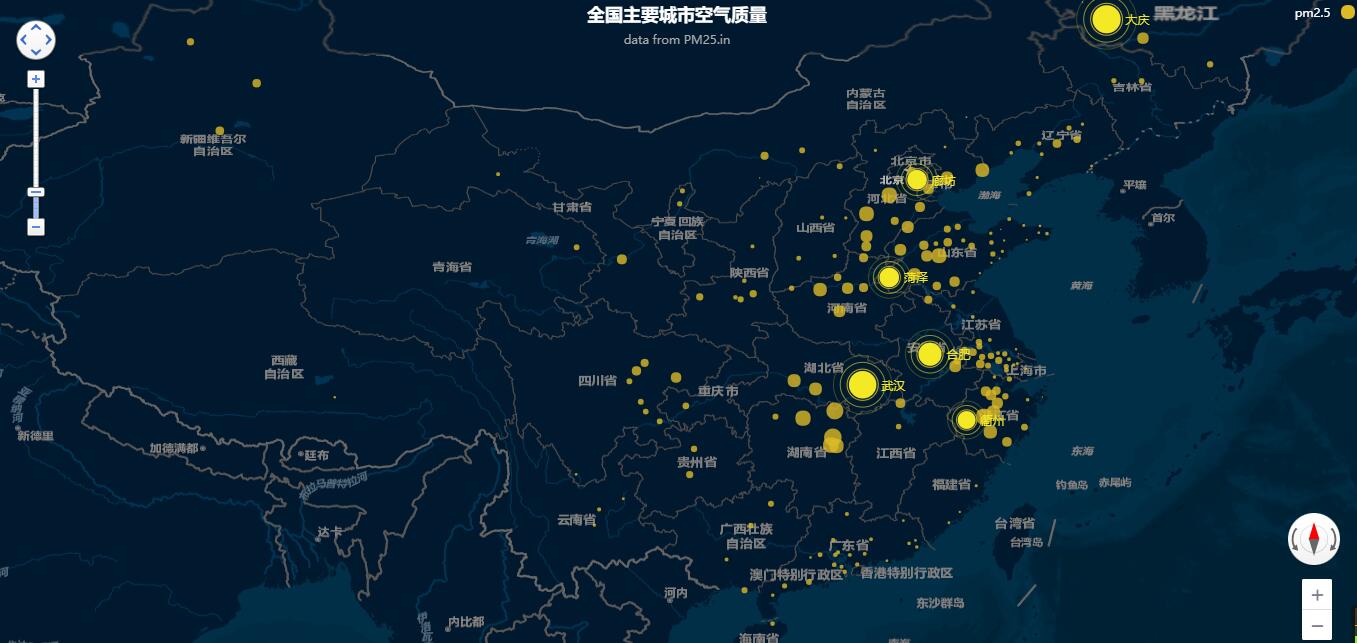 全国主要城市空气质量
data from PM25.in
pm2.5
大庆
黑龙江
吉林省
内蒙古
自治区
辽宁省
新疆维吾尔
自治区
北京市
北京
廊坊
河北省
渤海
平壤
首尔
甘肃省
宁夏回族
自治区
山西省
青海湖
青海省
陕西省
山东省
菏泽
黄海
河南省
江苏省
合肥
西藏
自治区
四川省
重庆市
湖北省
武汉
上海市
衢州
新德里
加德满都
廷布
布拉马普特拉河
贵州省
湖南省
江西省
东海
福建省
钓鱼岛
赤尾屿
云南省
达卡
广西壮族
自治区
广东省
台湾省
台湾岛
澳门特别行政区
香港特别行政区
河内
东沙群岛
内比都
海南省